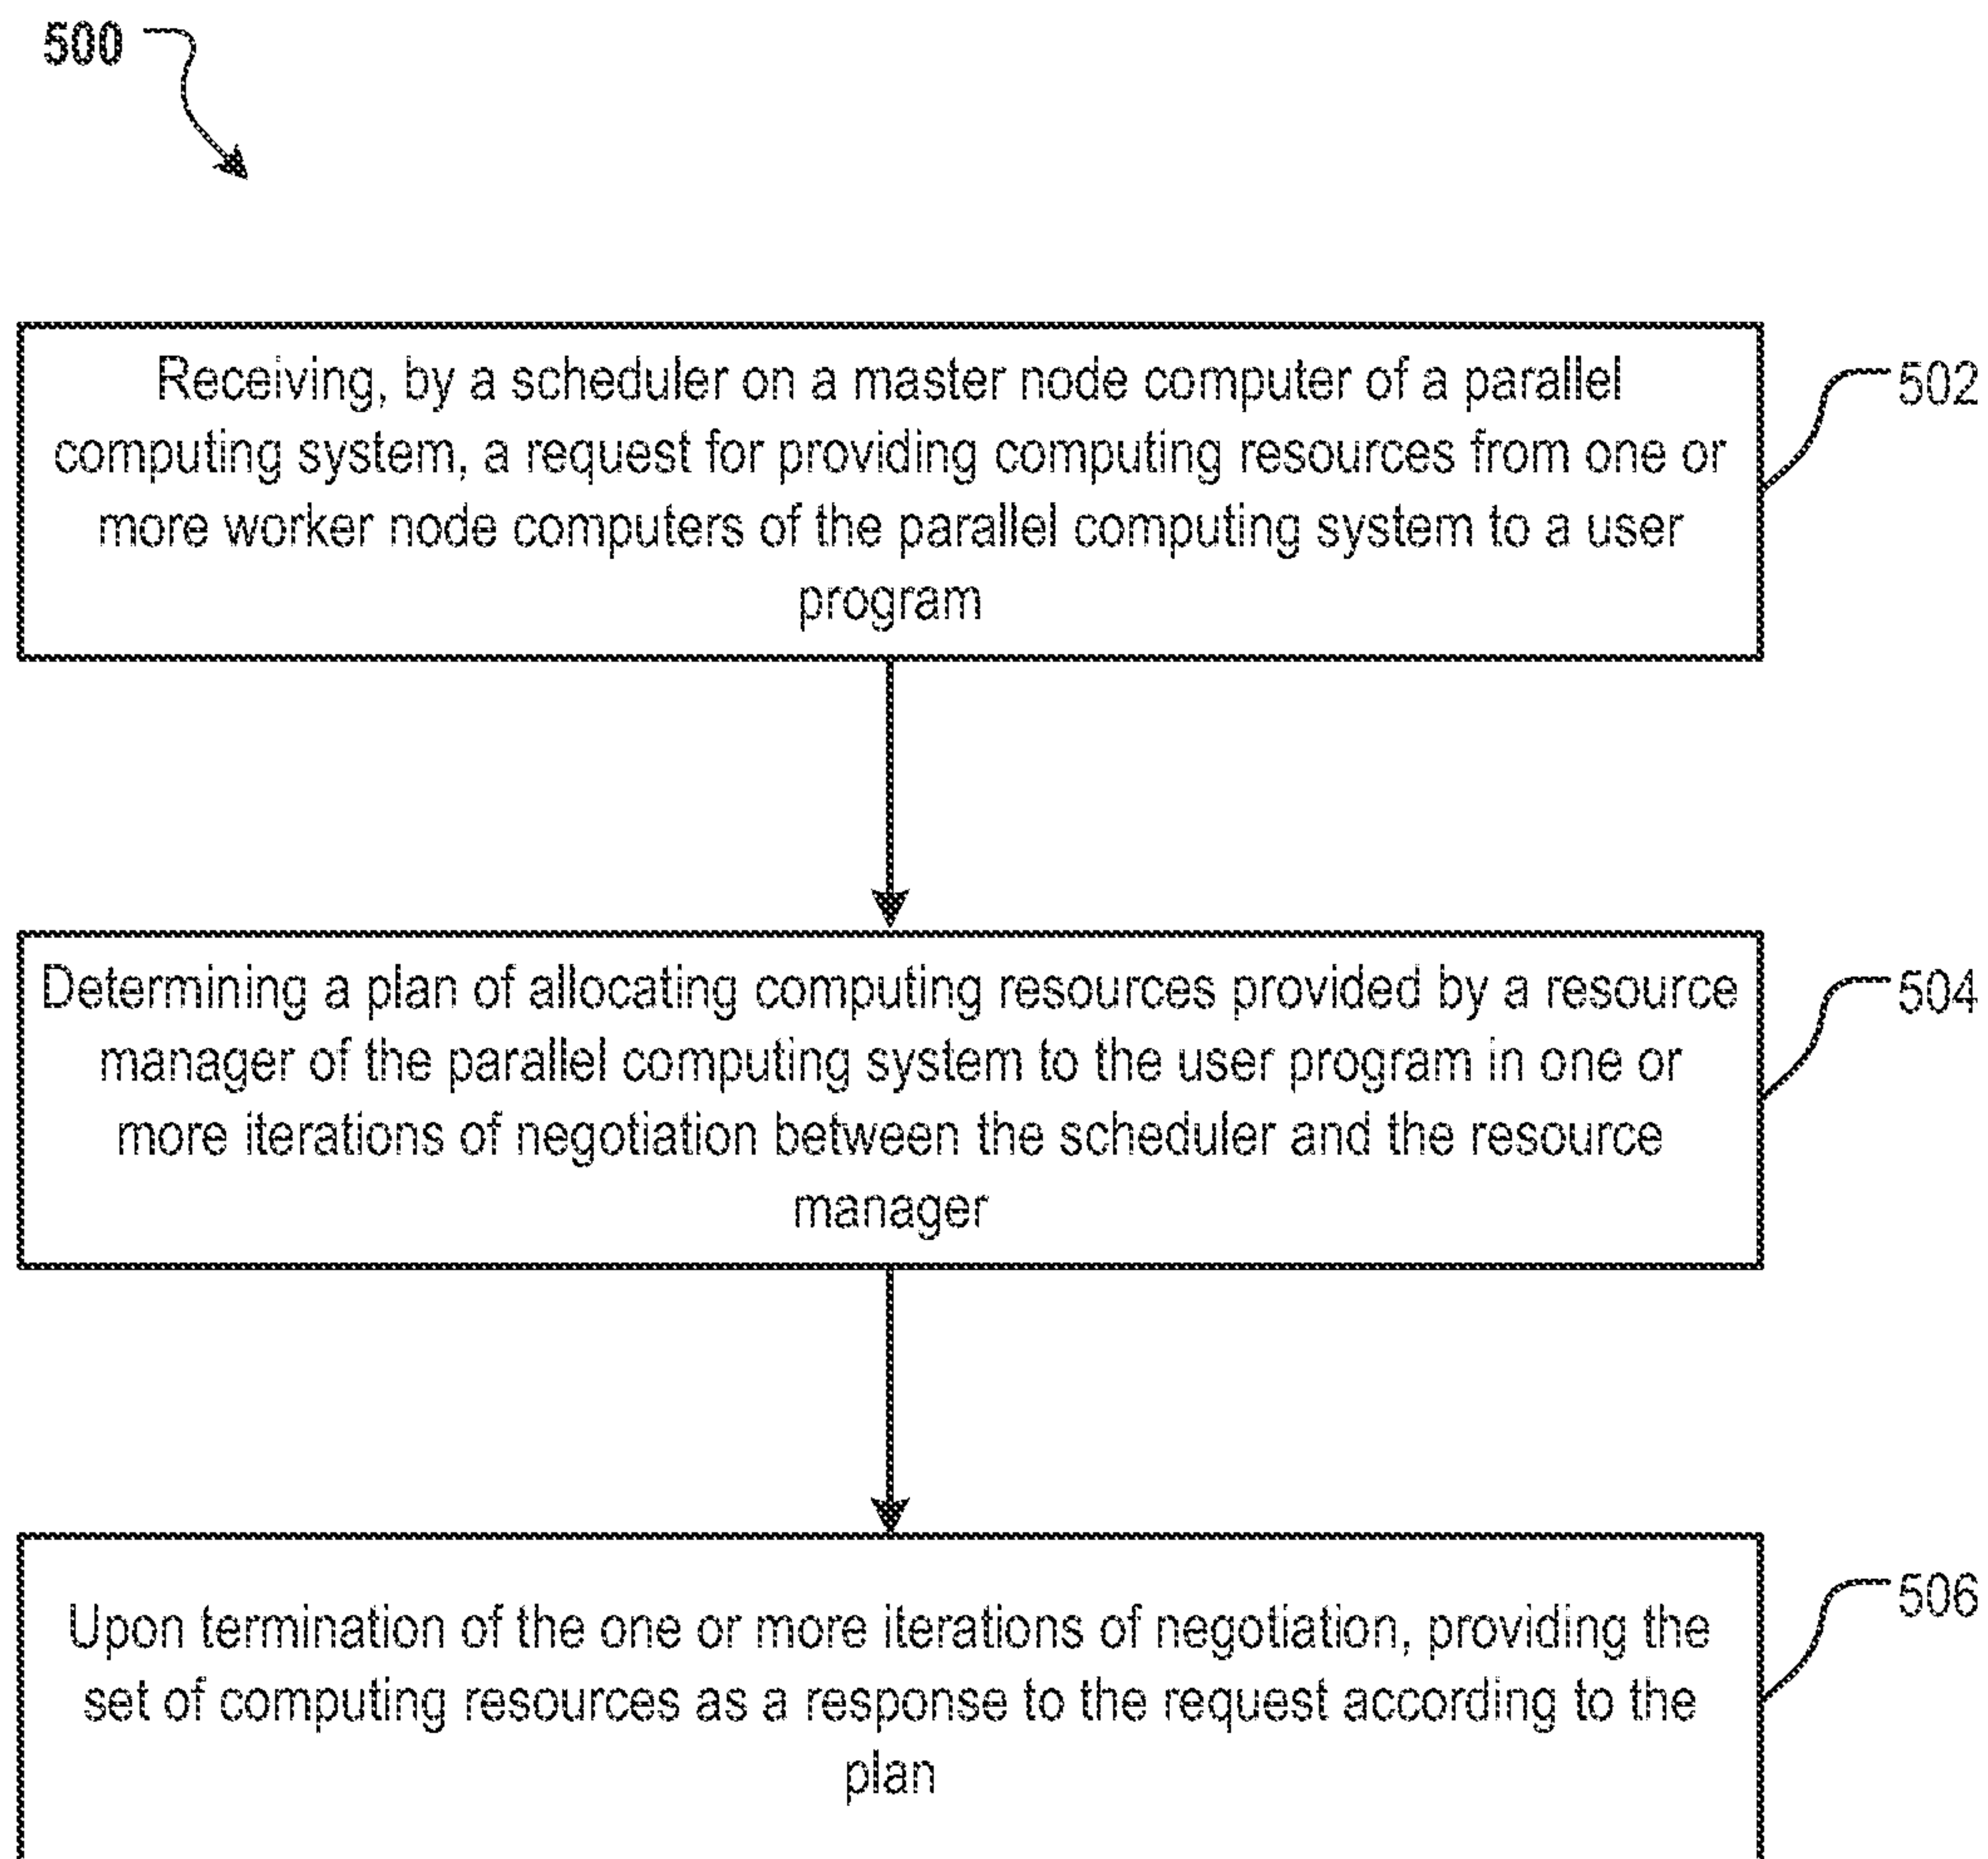 500
Receiving, by a scheduler on a master node computer of a parallel
computing system, a request for providing computing resources from one or
more worker node computers of the parallel computing system to a user
program
502
Determining a plan of allocating computing resources provided by a resource
manager of the parallel computing system to the user program in one or
more iterations of negotiation between the scheduler and the resource
manager
504
Upon termination of the one or more iterations of negotiation, providing the
set of computing resources as a response to the request according to the
plan
506